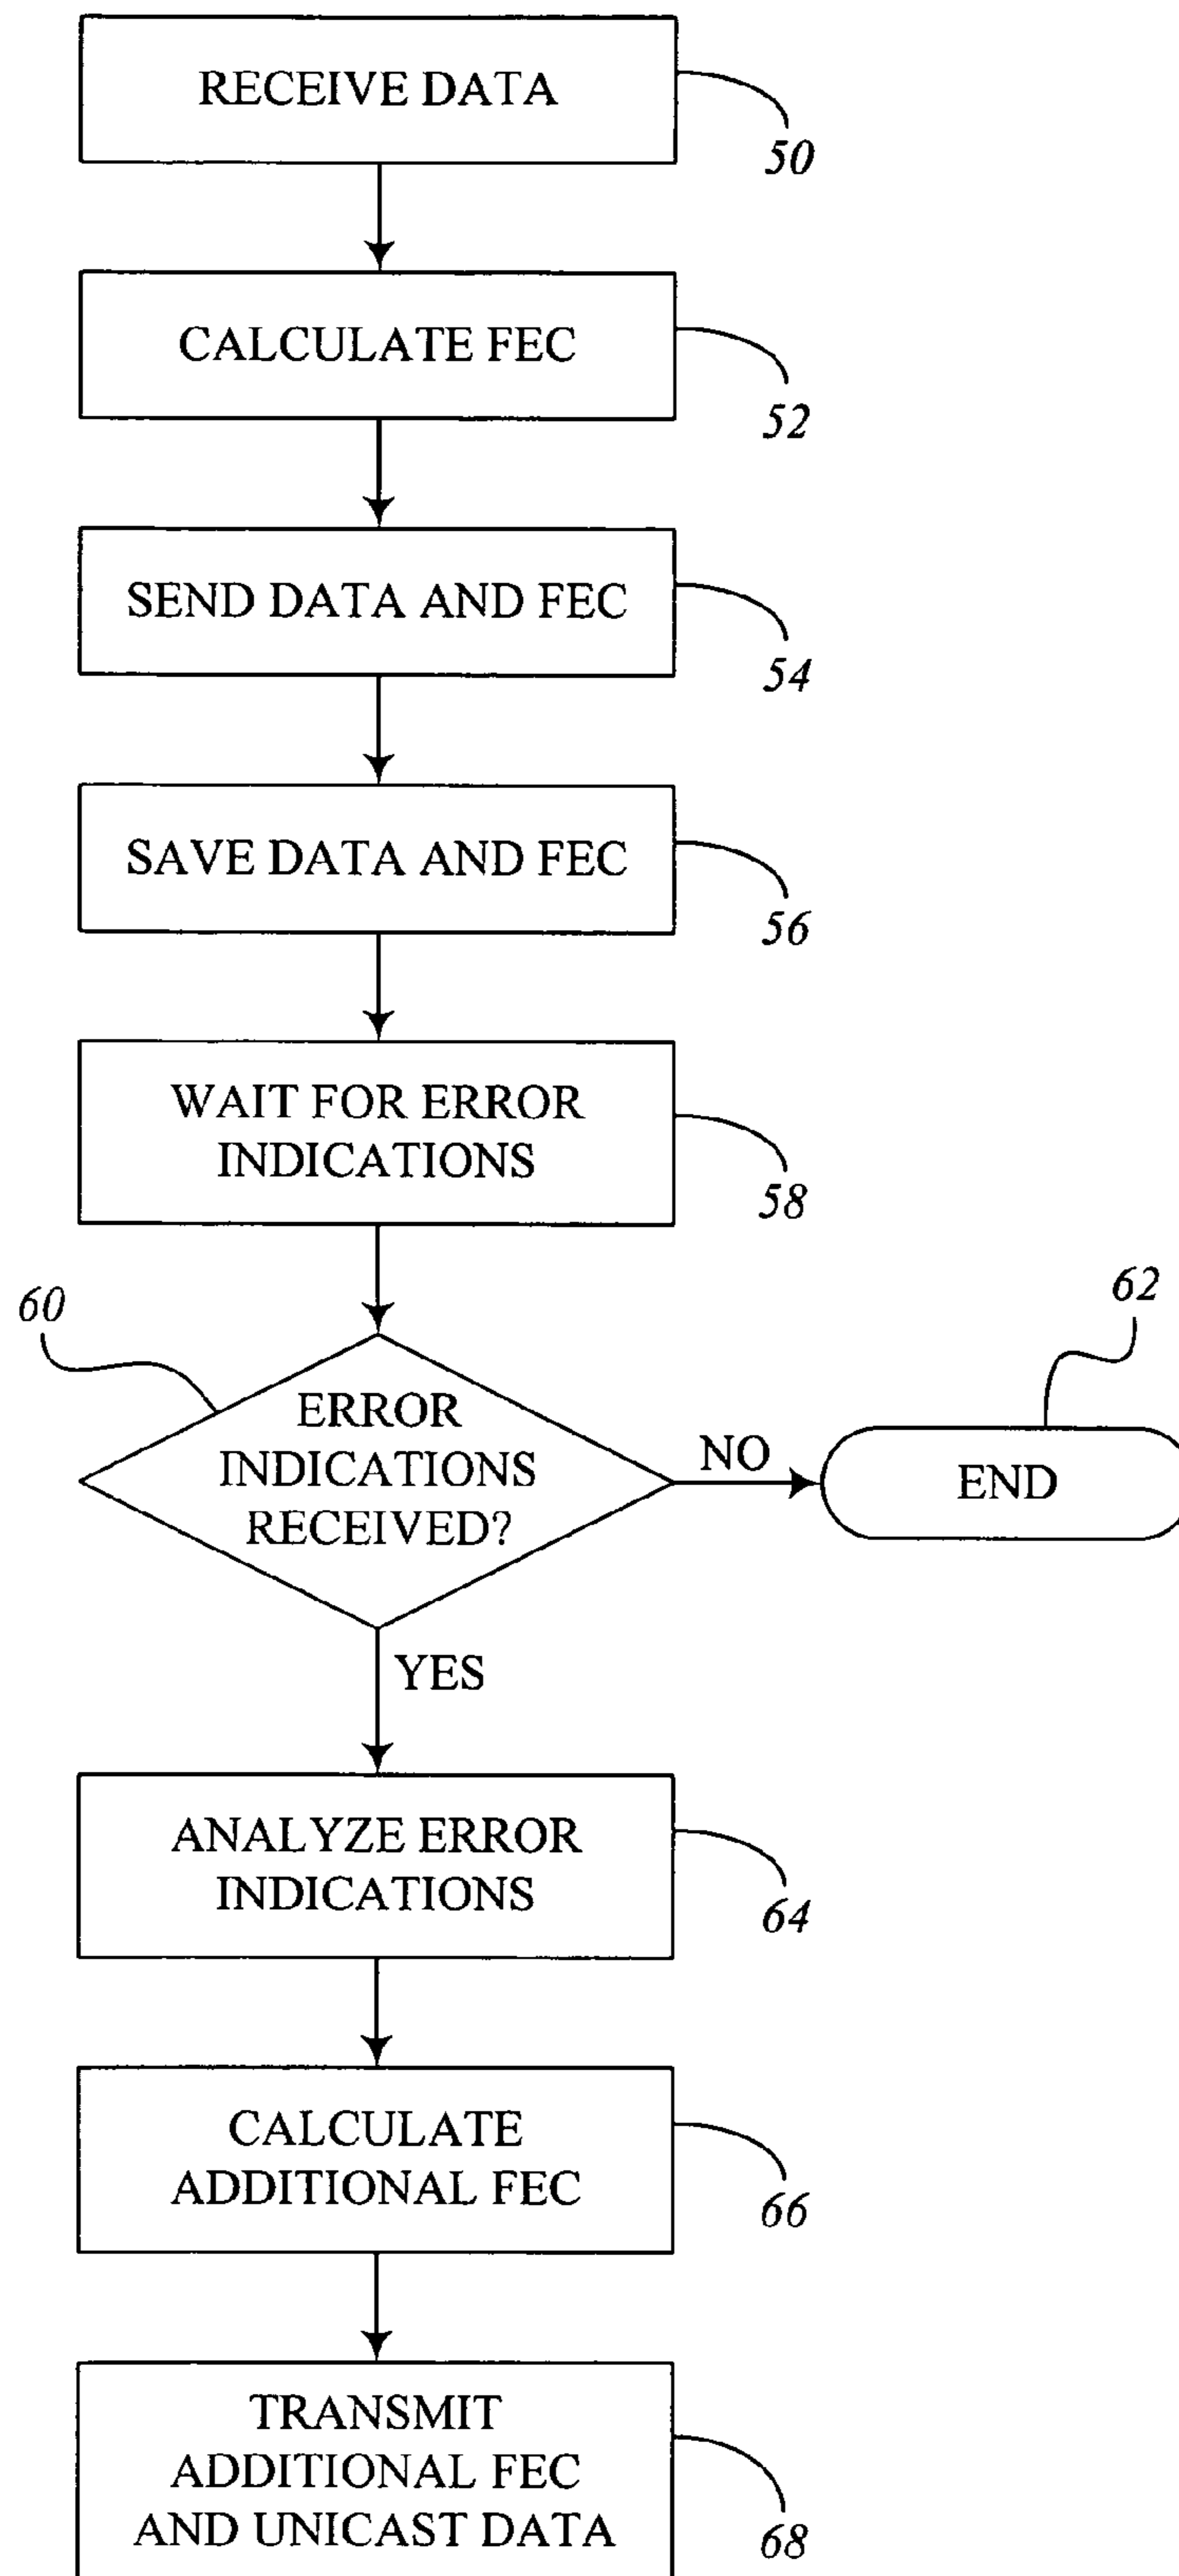 RECEIVE DATA
50
CALCULATE FEC
52
SEND DATA AND FEC
54
SAVE DATA AND FEC
56
WAIT FOR ERROR
INDICATIONS
58
60
62
ERROR
INDICATIONS
RECEIVED?
NO
END
YES
ANALYZE ERROR
INDICATIONS
64
CALCULATE
ADDITIONAL FEC
66
TRANSMIT
ADDITIONAL FEC
AND UNICAST DATA
68